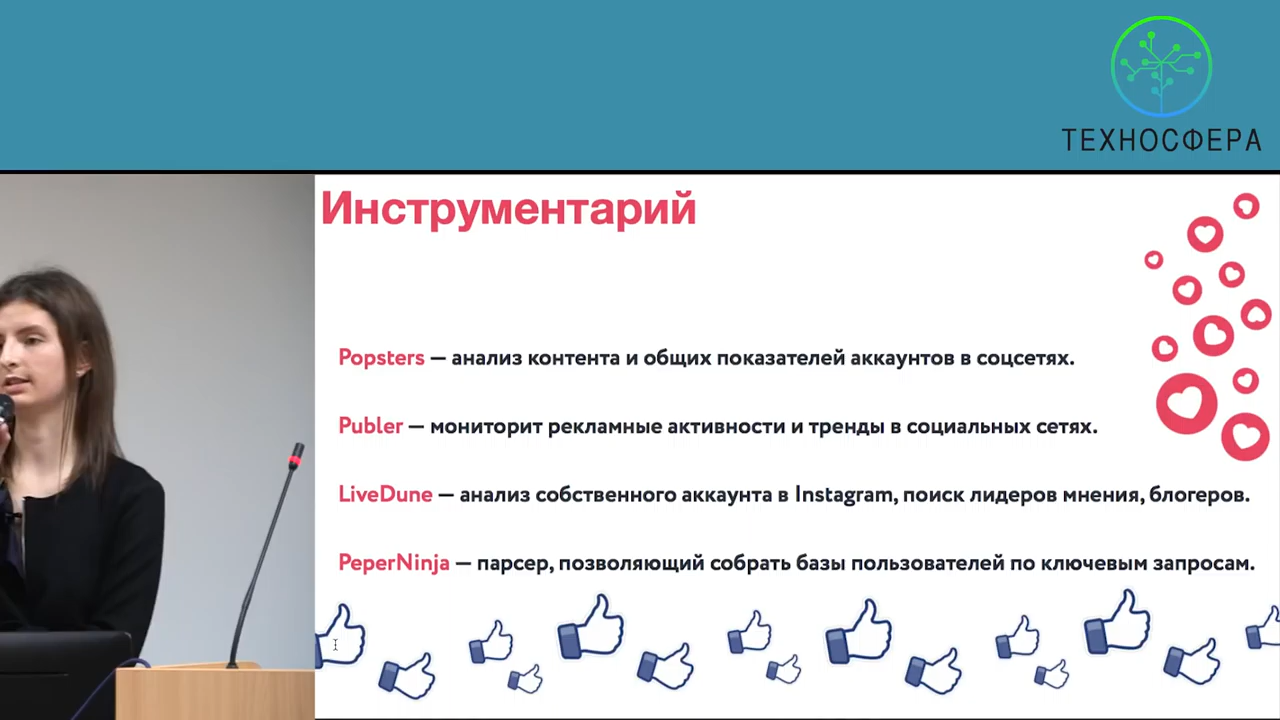 ТЕХНОСФЕРА
Инструментарий
Popsters — анализ контента и общих показателей аккаунтов в соцсетях.
Publer — мониторит рекламные активности и тренды в социальных сетях.
LiveDune — анализ собственного аккаунта в Instagram, поиск лидеров мнения, блогеров.
PeperNinja — парсер, позволяющий собрать базы пользователей по ключевым запросам.